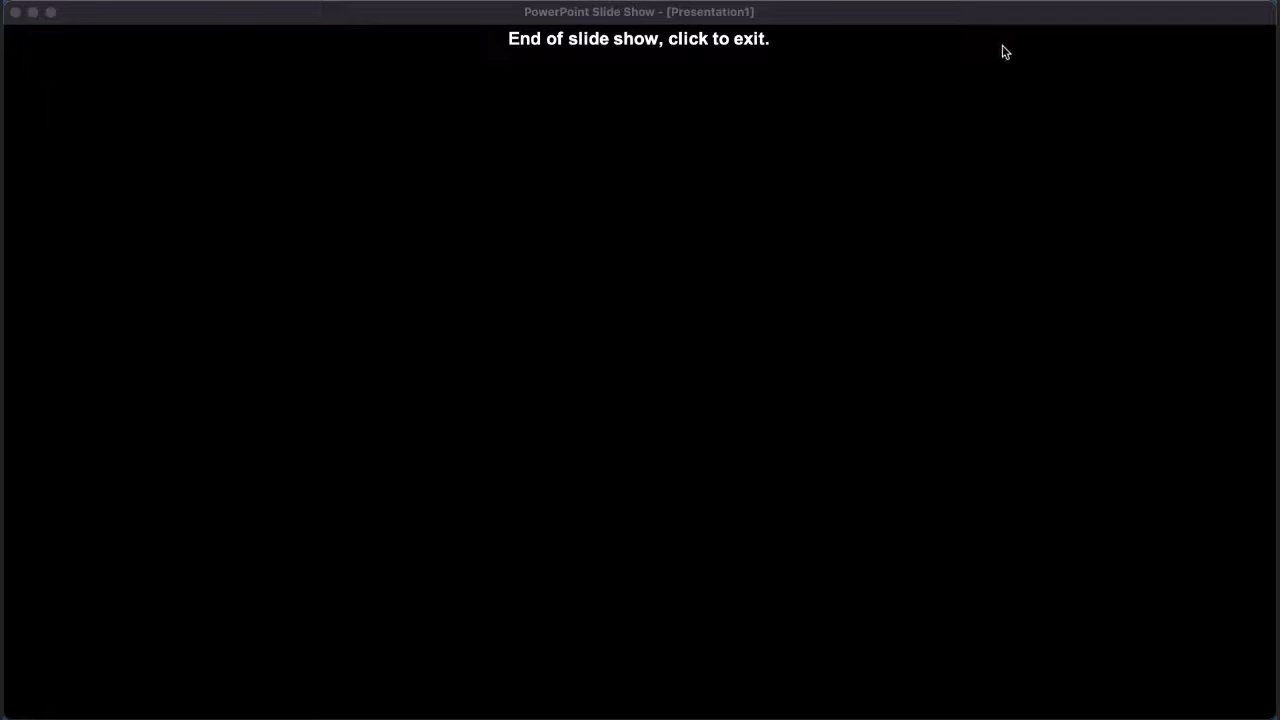 PowerPoint Slide Show - [Presentation1]
End of slide show, click to exit.